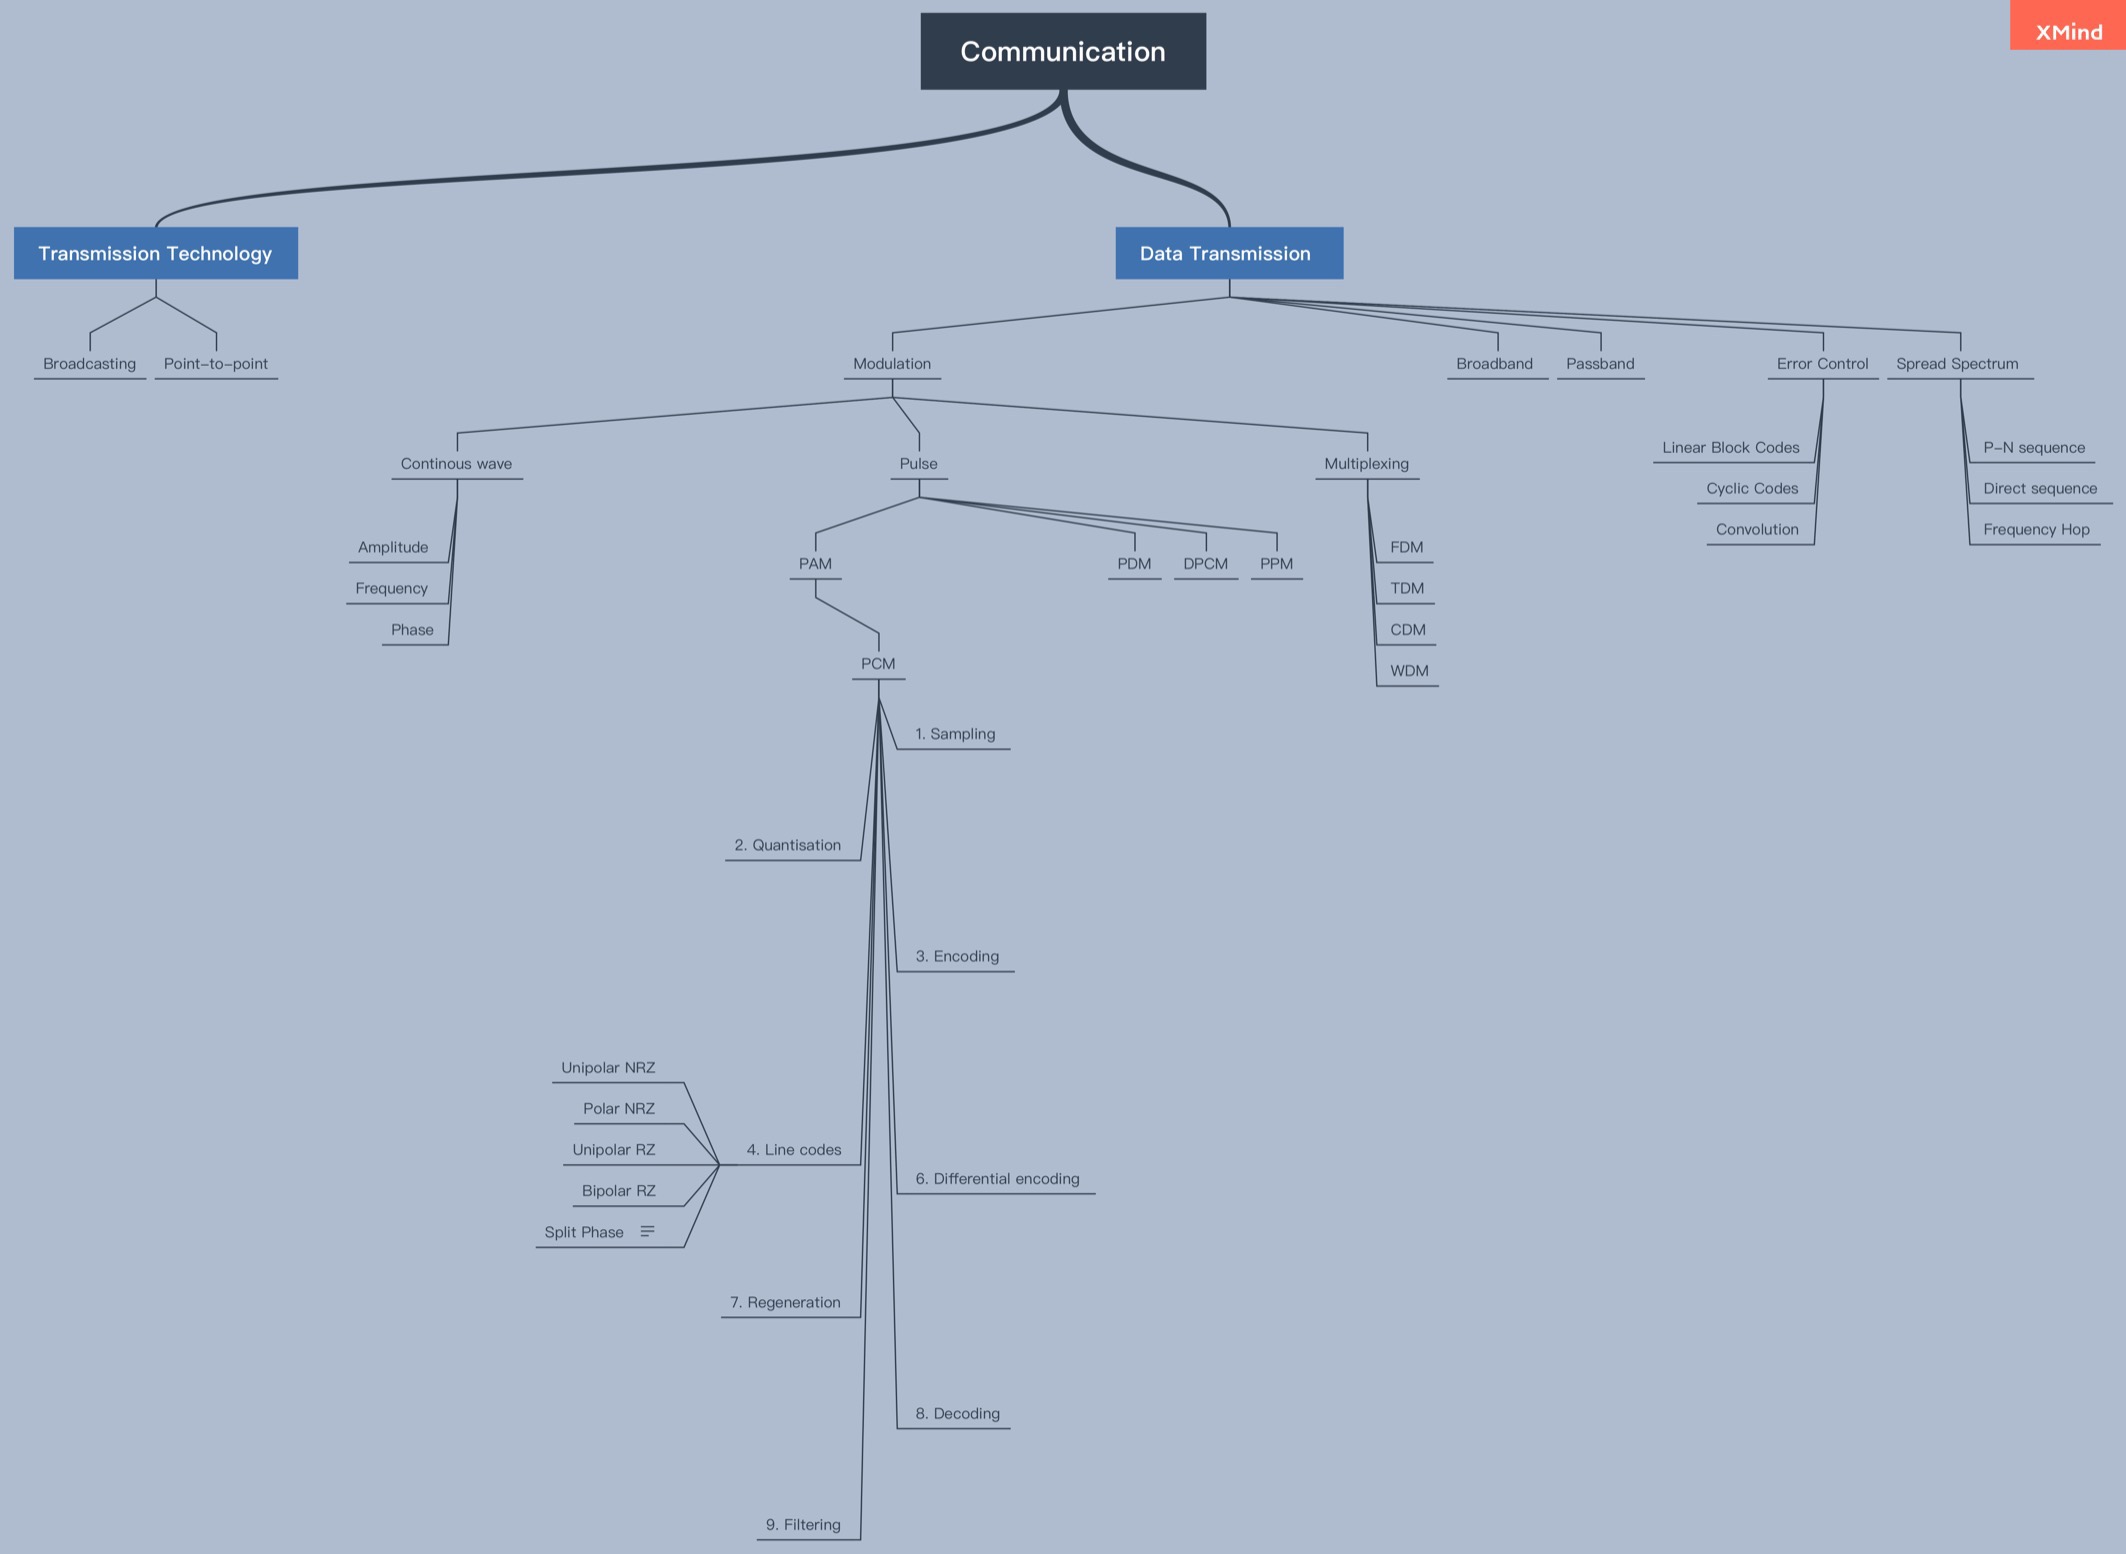 Communication
XMind
Transmission Technology
Data Transmission
Broadcasting
Point-to-point
Modulation
Broadband
Passband
Error Control
Spread Spectrum
Continous wave
Pulse
Multiplexing
Linear Block Codes
Cyclic Codes
Convolution
P-N sequence
Direct sequence
Frequency Hop
Amplitude
Frequency
Phase
PAM
PDM
DPCM
PPM
FDM
TDM
CDM
WDM
PCM
1. Sampling
2. Quantisation
3. Encoding
4. Line codes
Unipolar NRZ
Polar NRZ
Unipolar RZ
Bipolar RZ
Split Phase
6. Differential encoding
7. Regeneration
8. Decoding
9. Filtering